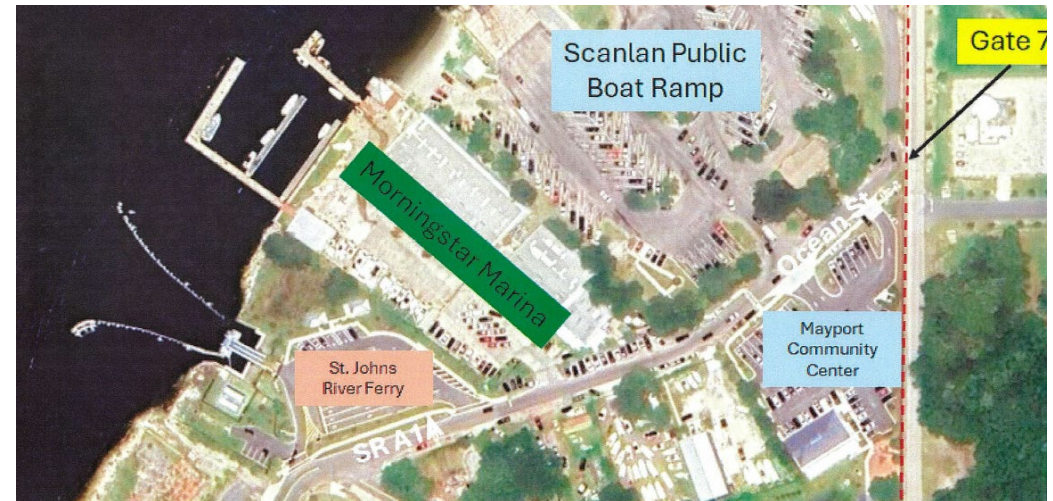 Scanlan Public
Boat Ramp
Gate 7
Morningstar Marina
Ocean St
Mayport
Community
Center
St. Johns
River Ferry
SR A1A